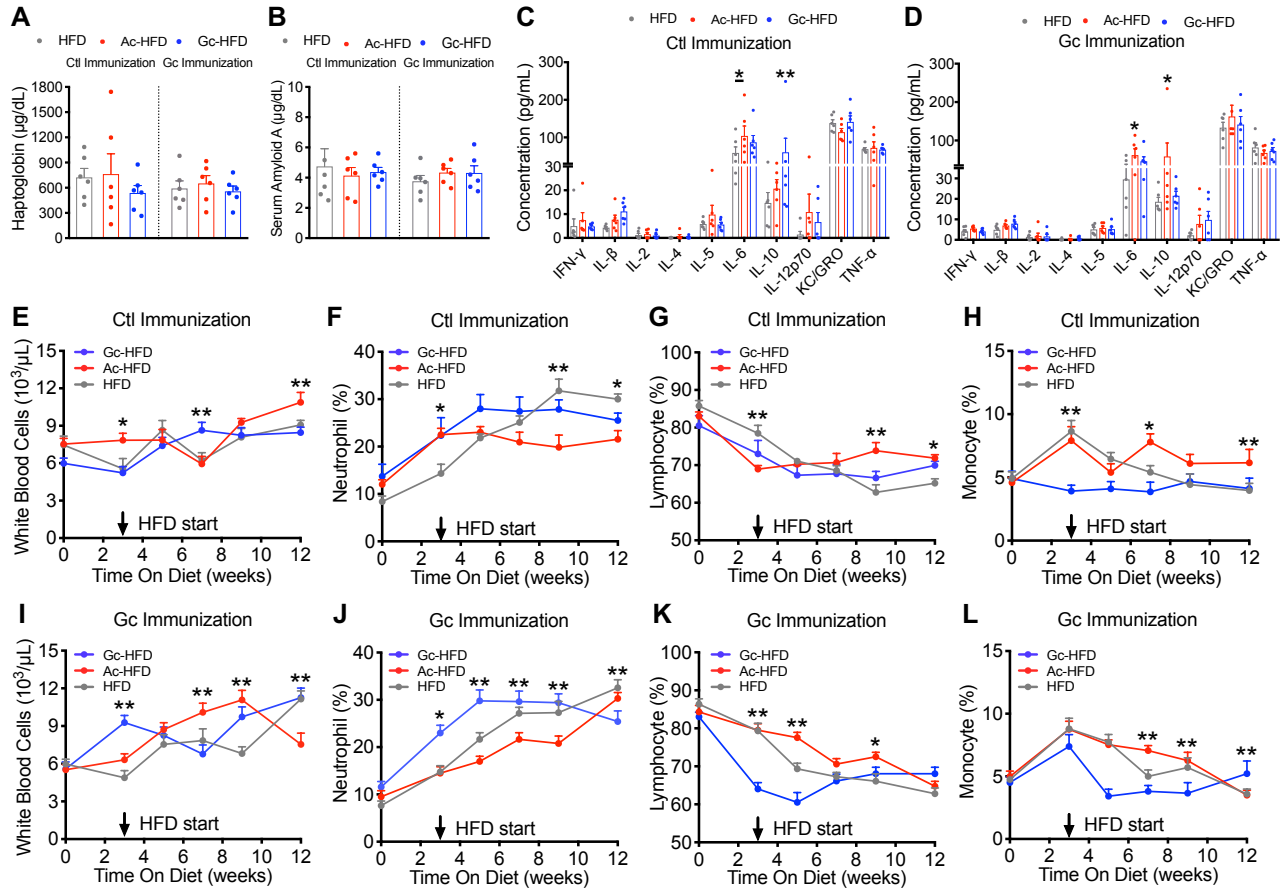 A
HFD Ac-HFD Gc-HFD
Ctl Immunization Gc Immunization
Haptoglobin (μg/dL)
1800
1500
1200
900
600
300
0
B
HFD Ac-HFD Gc-HFD
Ctl Immunization Gc Immunization
Serum Amyloid A (μg/dL)
10
8
6
4
2
0
C
HFD Ac-HFD Gc-HFD
Ctl Immunization
Concentration (pg/mL)
300
200
100
30
20
10
0
* **
IFN-γ IL-β IL-2 IL-4 IL-5 IL-6 IL-10 IL-12p70 KC/GRO TNF-α
D
HFD Ac-HFD Gc-HFD
Gc Immunization
Concentration (pg/mL)
300
200
100
50
40
30
20
10
0
* *
IFN-γ IL-β IL-2 IL-4 IL-5 IL-6 IL-10 IL-12p70 KC/GRO TNF-α
E
Ctl Immunization
White Blood Cells (10³/μL)
15
12
9
6
3
0
Gc-HFD
Ac-HFD
HFD
* ** **
HFD start
0 2 4 6 8 10 12
Time On Diet (weeks)
F
Ctl Immunization
Neutrophil (%)
40
30
20
10
0
Gc-HFD
Ac-HFD
HFD
* ** *
HFD start
0 2 4 6 8 10 12
Time On Diet (weeks)
G
Ctl Immunization
Lymphocyte (%)
100
90
80
70
60
50
Gc-HFD
Ac-HFD
HFD
** ** *
HFD start
0 2 4 6 8 10 12
Time On Diet (weeks)
H
Ctl Immunization
Monocyte (%)
15
10
5
0
Gc-HFD
Ac-HFD
HFD
** * **
HFD start
0 2 4 6 8 10 12
Time On Diet (weeks)
I
Gc Immunization
White Blood Cells (10³/μL)
15
12
9
6
3
0
Gc-HFD
Ac-HFD
HFD
** ** ** **
HFD start
0 2 4 6 8 10 12
Time On Diet (weeks)
J
Gc Immunization
Neutrophil (%)
40
30
20
10
0
Gc-HFD
Ac-HFD
HFD
* ** ** ** **
HFD start
0 2 4 6 8 10 12
Time On Diet (weeks)
K
Gc Immunization
Lymphocyte (%)
100
90
80
70
60
50
Gc-HFD
Ac-HFD
HFD
** ** *
HFD start
0 2 4 6 8 10 12
Time On Diet (weeks)
L
Gc Immunization
Monocyte (%)
15
10
5
0
Gc-HFD
Ac-HFD
HFD
** ** **
HFD start
0 2 4 6 8 10 12
Time On Diet (weeks)